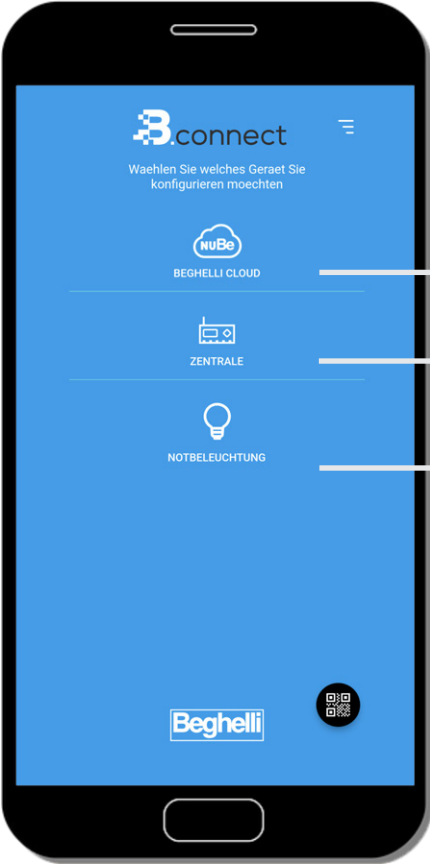 B.connect
Waehlen Sie welches Geraet Sie
konfigurieren moechten
NUBe
BEGHELLI CLOUD
ZENTRALE
NOTBELEUCHTUNG
Beghelli